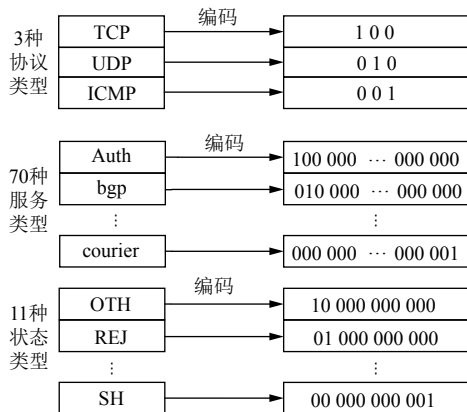 3种
协议
类型
编码
TCP
1 0 0
UDP
0 1 0
ICMP
0 0 1
70种
服务
类型
编码
Auth
100 000 ··· 000 000
bgp
010 000 ··· 000 000
⋮ ⋮
courier
000 000 ··· 000 001
11种
状态
类型
编码
OTH
10 000 000 000
REJ
01 000 000 000
⋮ ⋮
SH
00 000 000 001